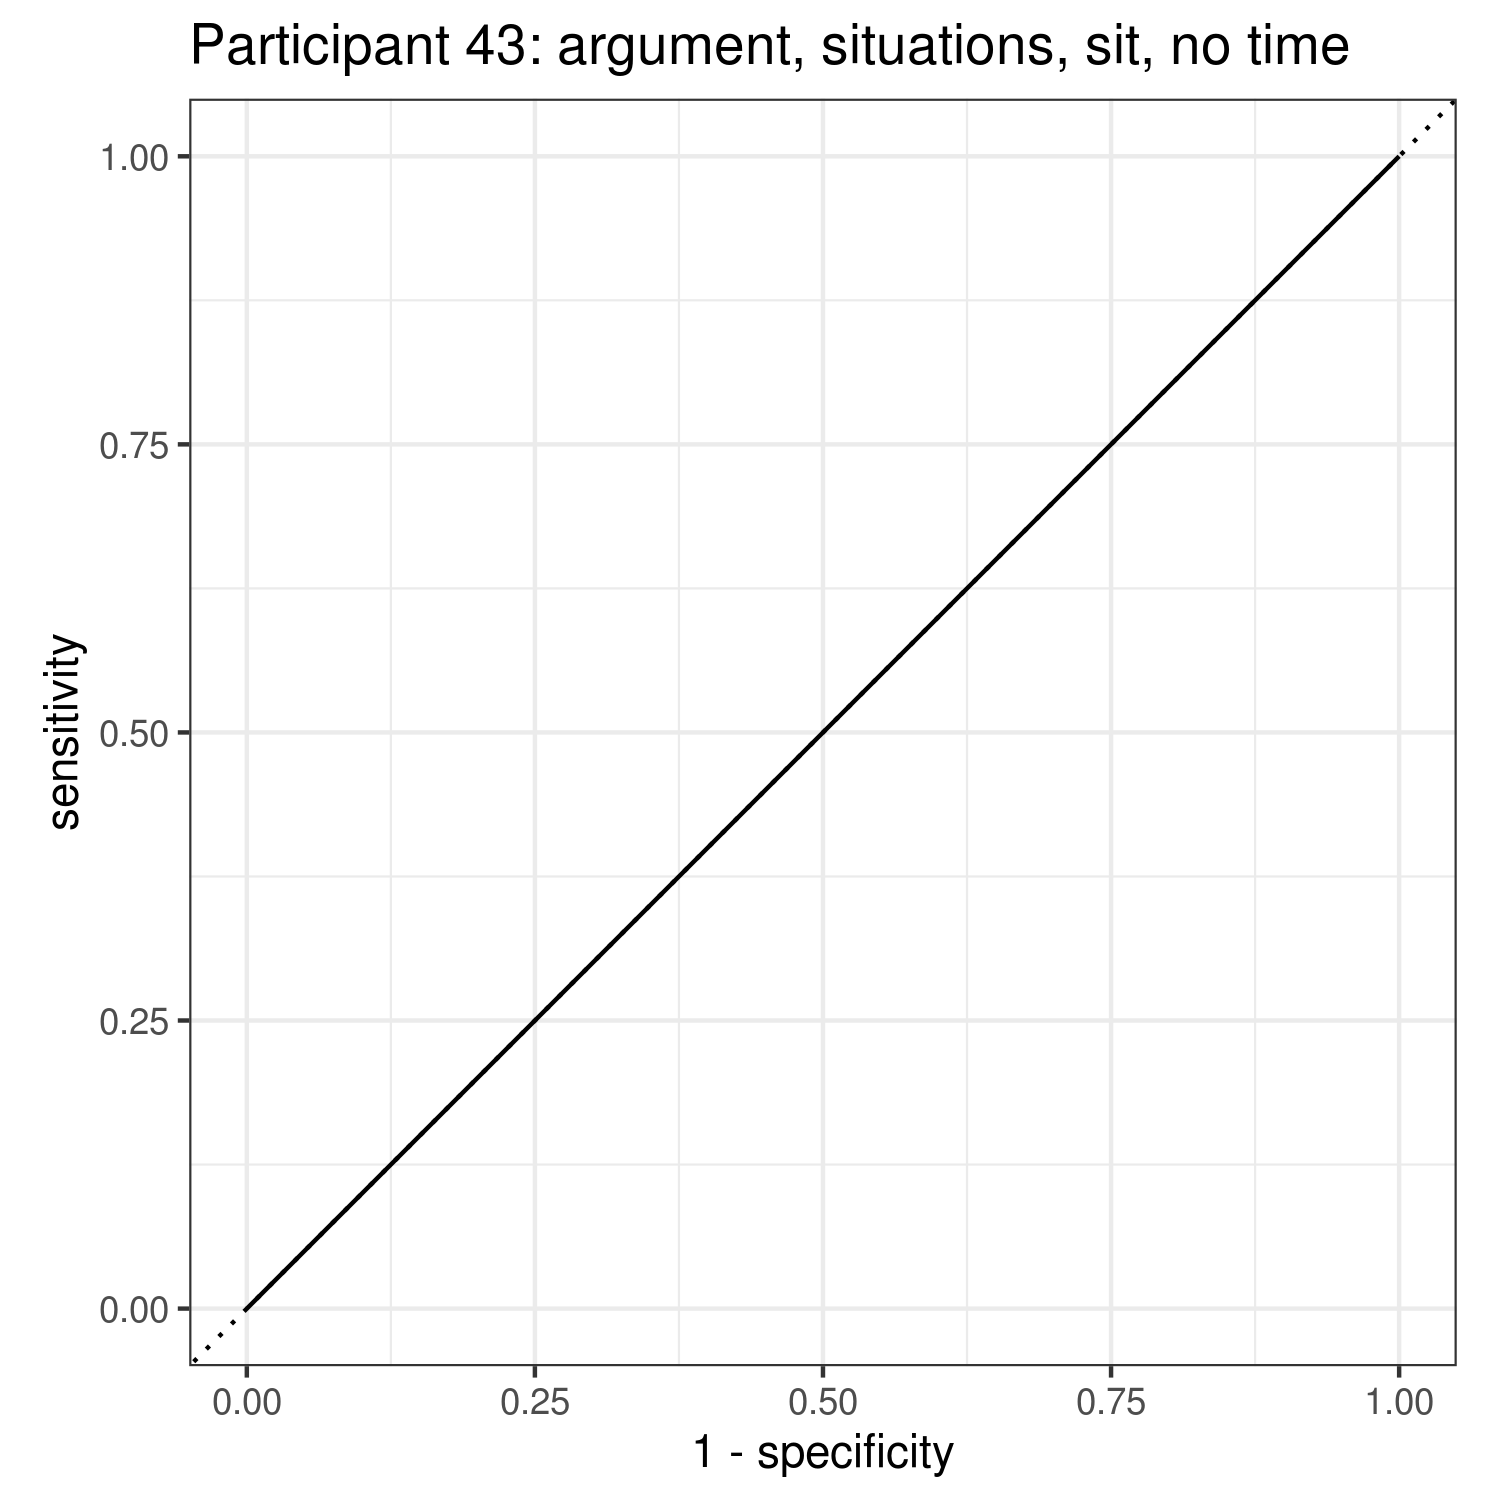 Participant 43: argument, situations, sit, no time
1.00
0.75
0.50
0.25
0.00
sensitivity
0.00 0.25 0.50 0.75 1.00
1 - specificity